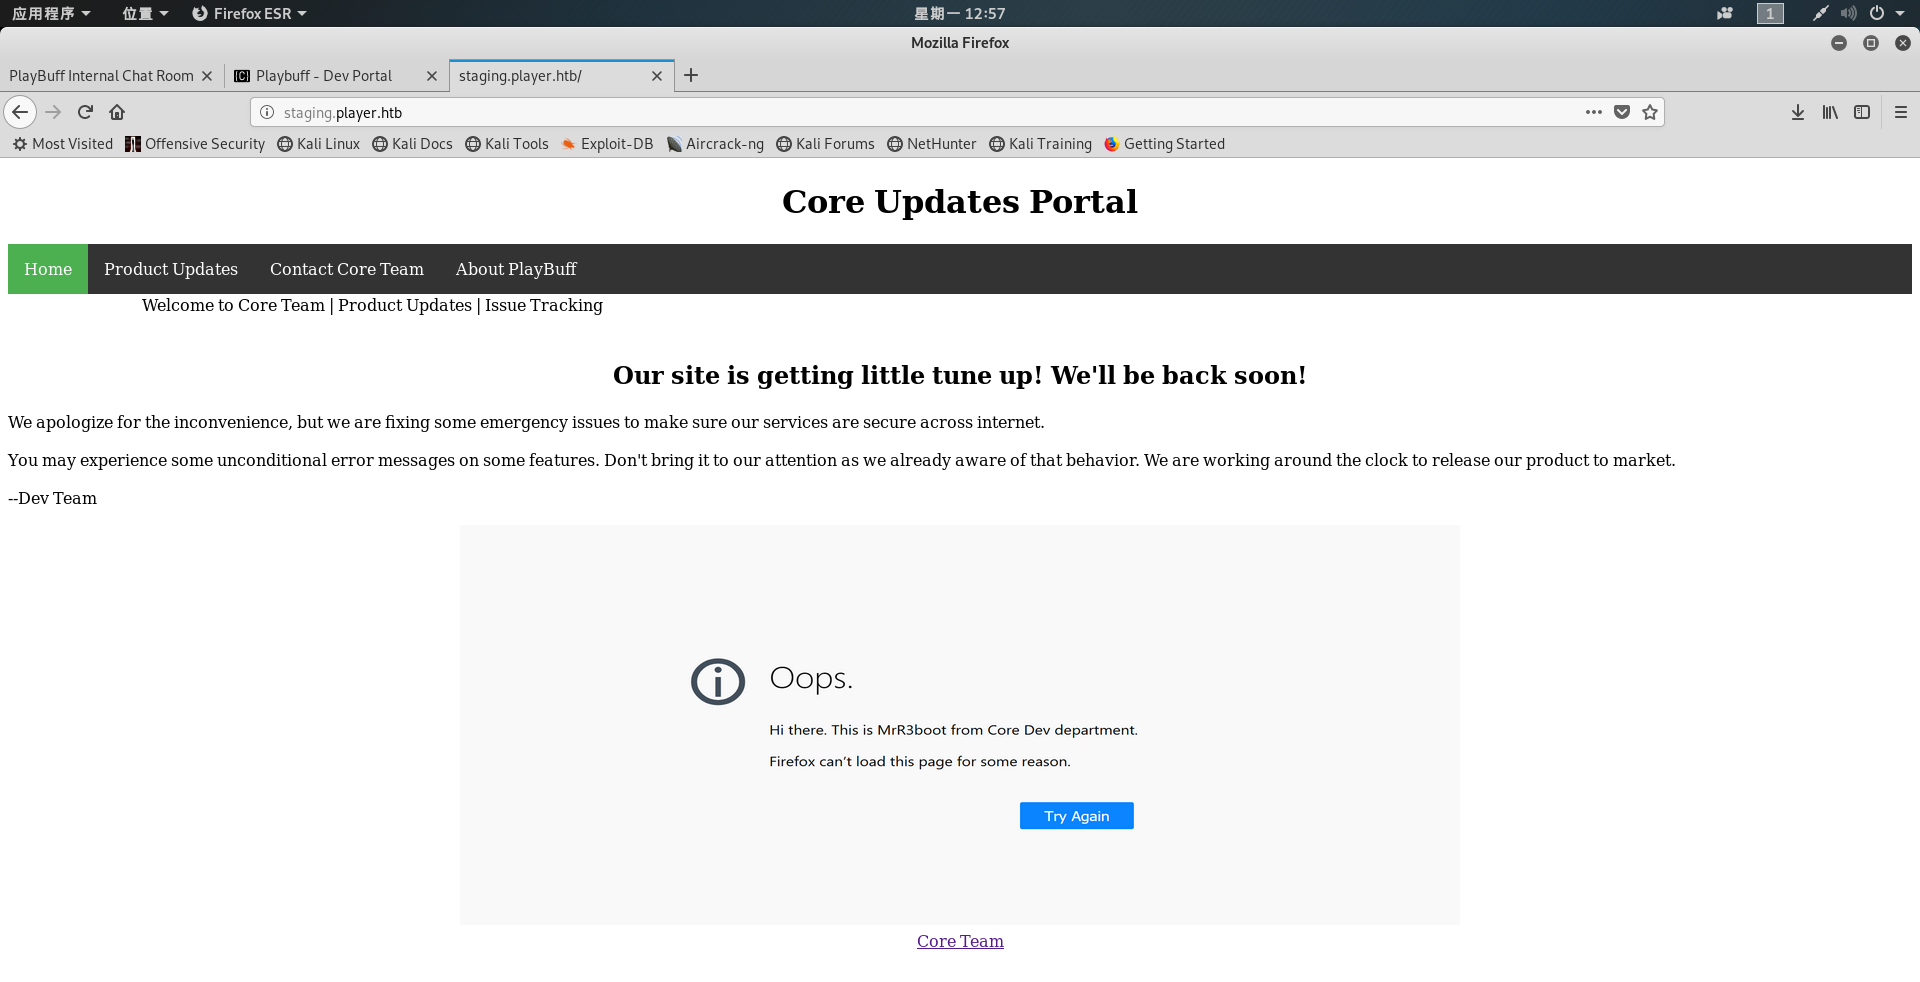 应用程序 位置 Firefox ESR 星期一 12:57 1
Mozilla Firefox
PlayBuff Internal Chat Room Playbuff - Dev Portal staging.player.htb/
staging.player.htb
Most Visited Offensive Security Kali Linux Kali Docs Kali Tools Exploit-DB Aircrack-ng Kali Forums NetHunter Kali Training Getting Started
Core Updates Portal
Home Product Updates Contact Core Team About PlayBuff
Welcome to Core Team | Product Updates | Issue Tracking
Our site is getting little tune up! We'll be back soon!
We apologize for the inconvenience, but we are fixing some emergency issues to make sure our services are secure across internet.
You may experience some unconditional error messages on some features. Don't bring it to our attention as we already aware of that behavior. We are working around the clock to release our product to market.
--Dev Team
Oops.
Hi there. This is MrR3boot from Core Dev department.
Firefox can’t load this page for some reason.
Try Again
Core Team